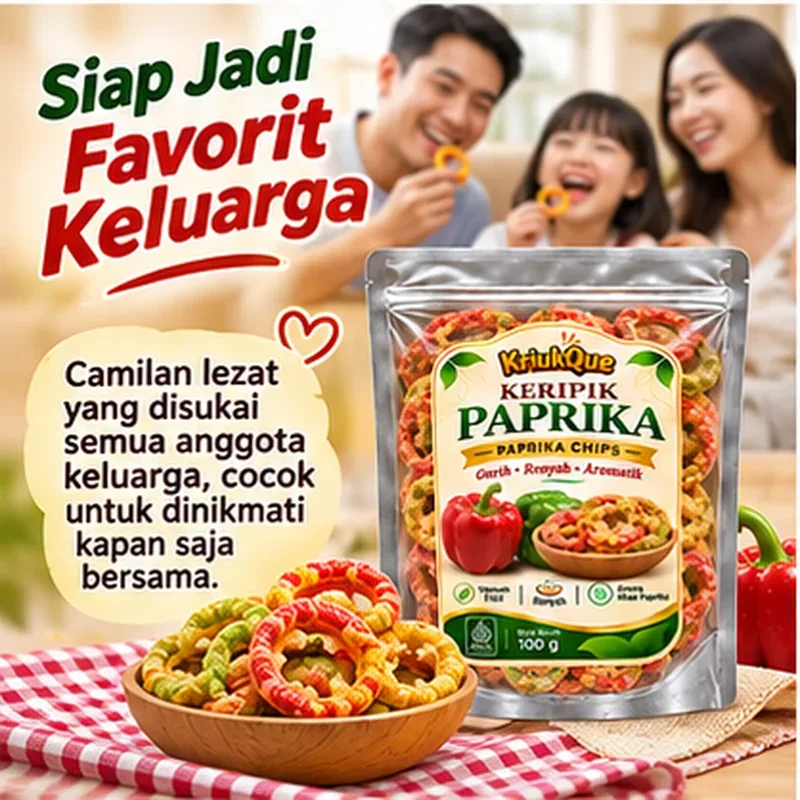 Siap Jadi
Favorit
Keluarga
Camilan lezat
yang disukai
semua anggota
keluarga, cocok
untuk dinikmati
kapan saja
bersama.
KriukQue
KERIPIK
PAPRIKA
PAPRIKA CHIPS
Gurih • Renyah • Aromatik
Renyah
100 g